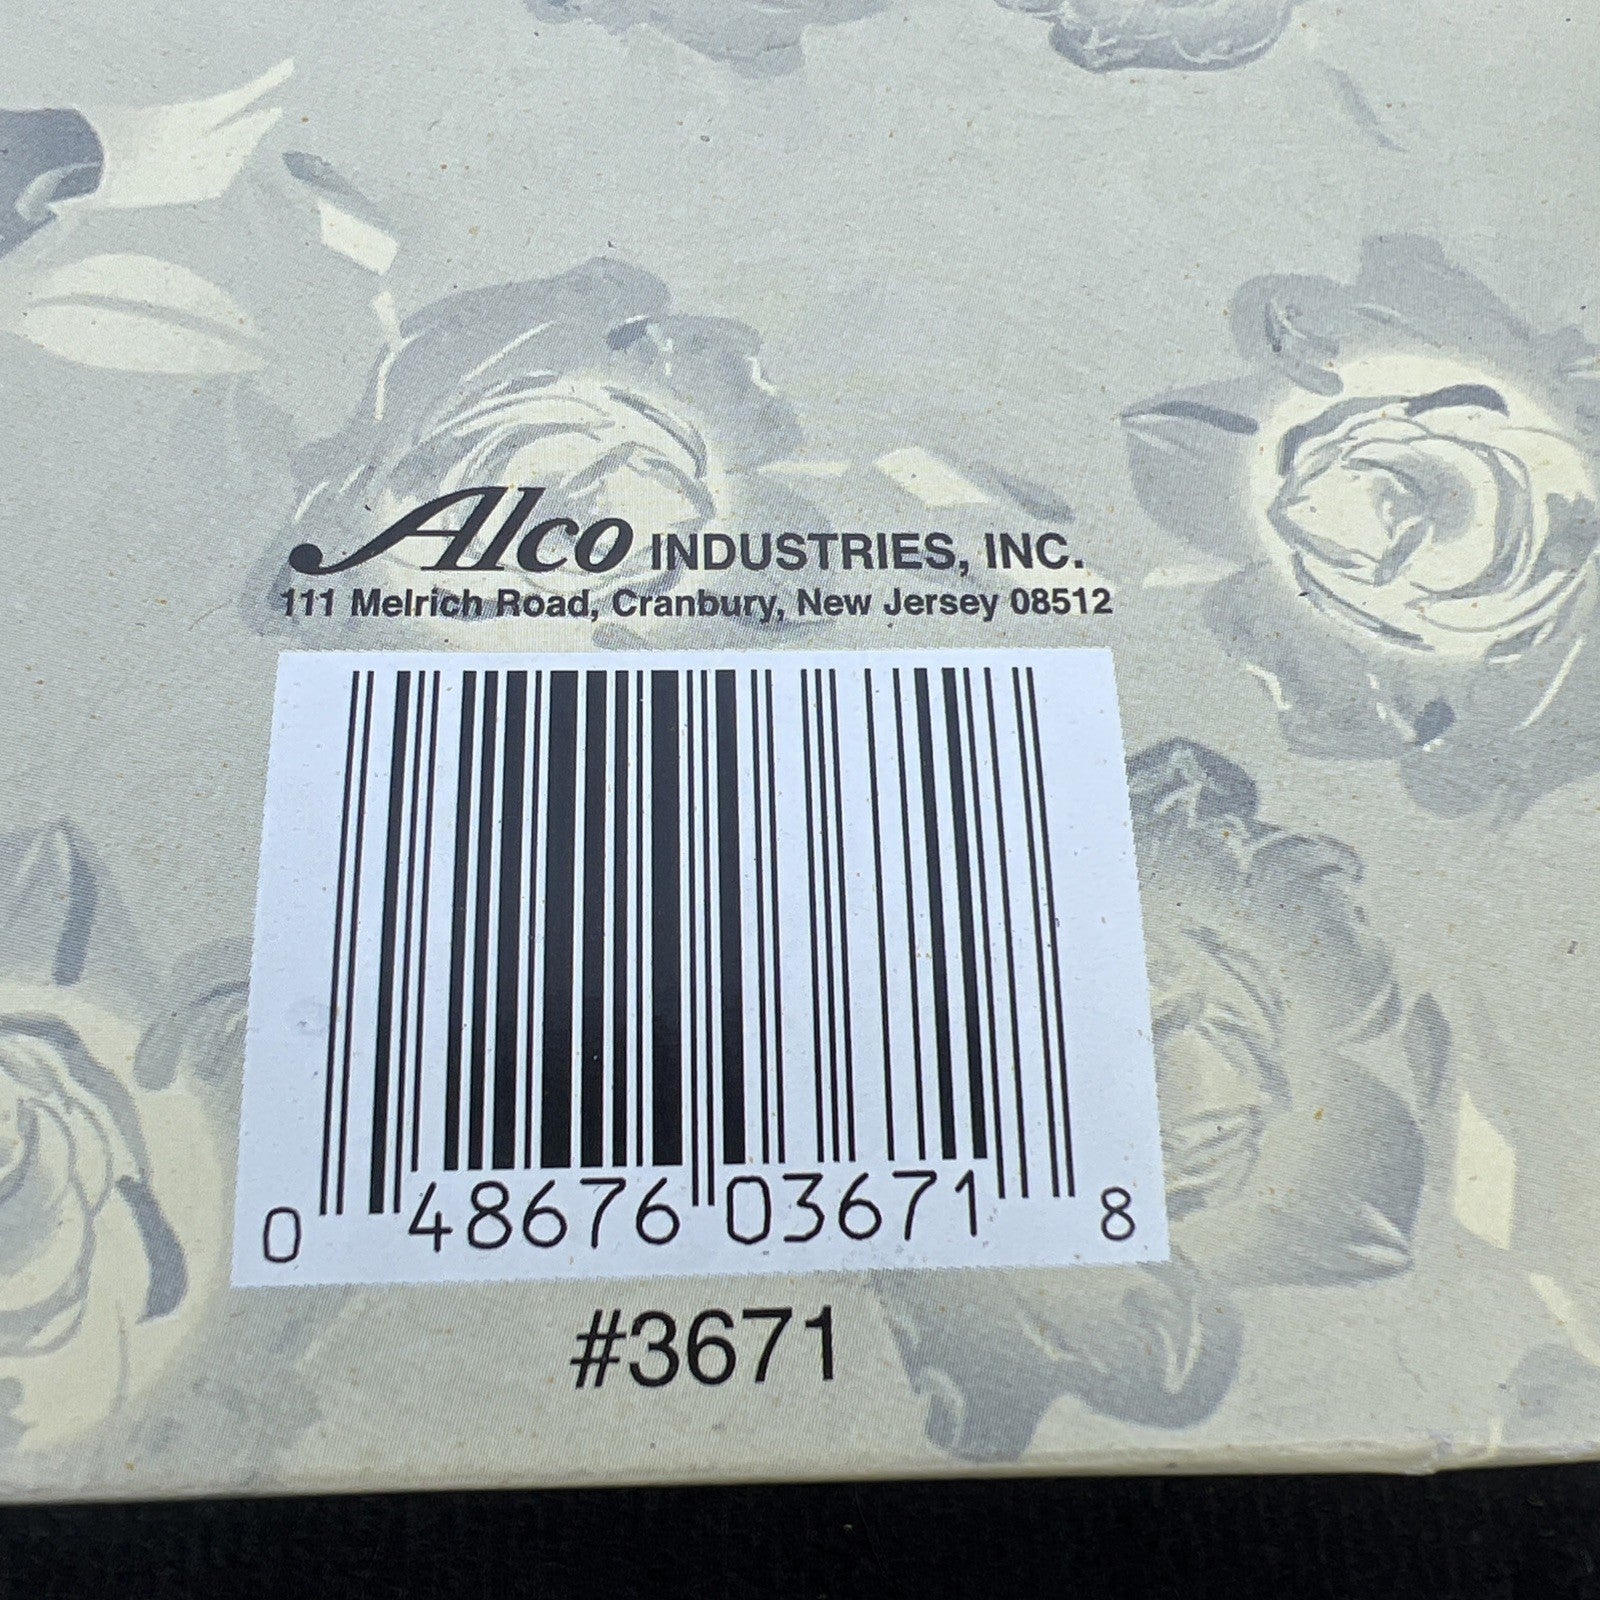 Alco INDUSTRIES, INC.
111 Melrich Road, Cranbury, New Jersey 08512
0 48676 03671 8
#3671